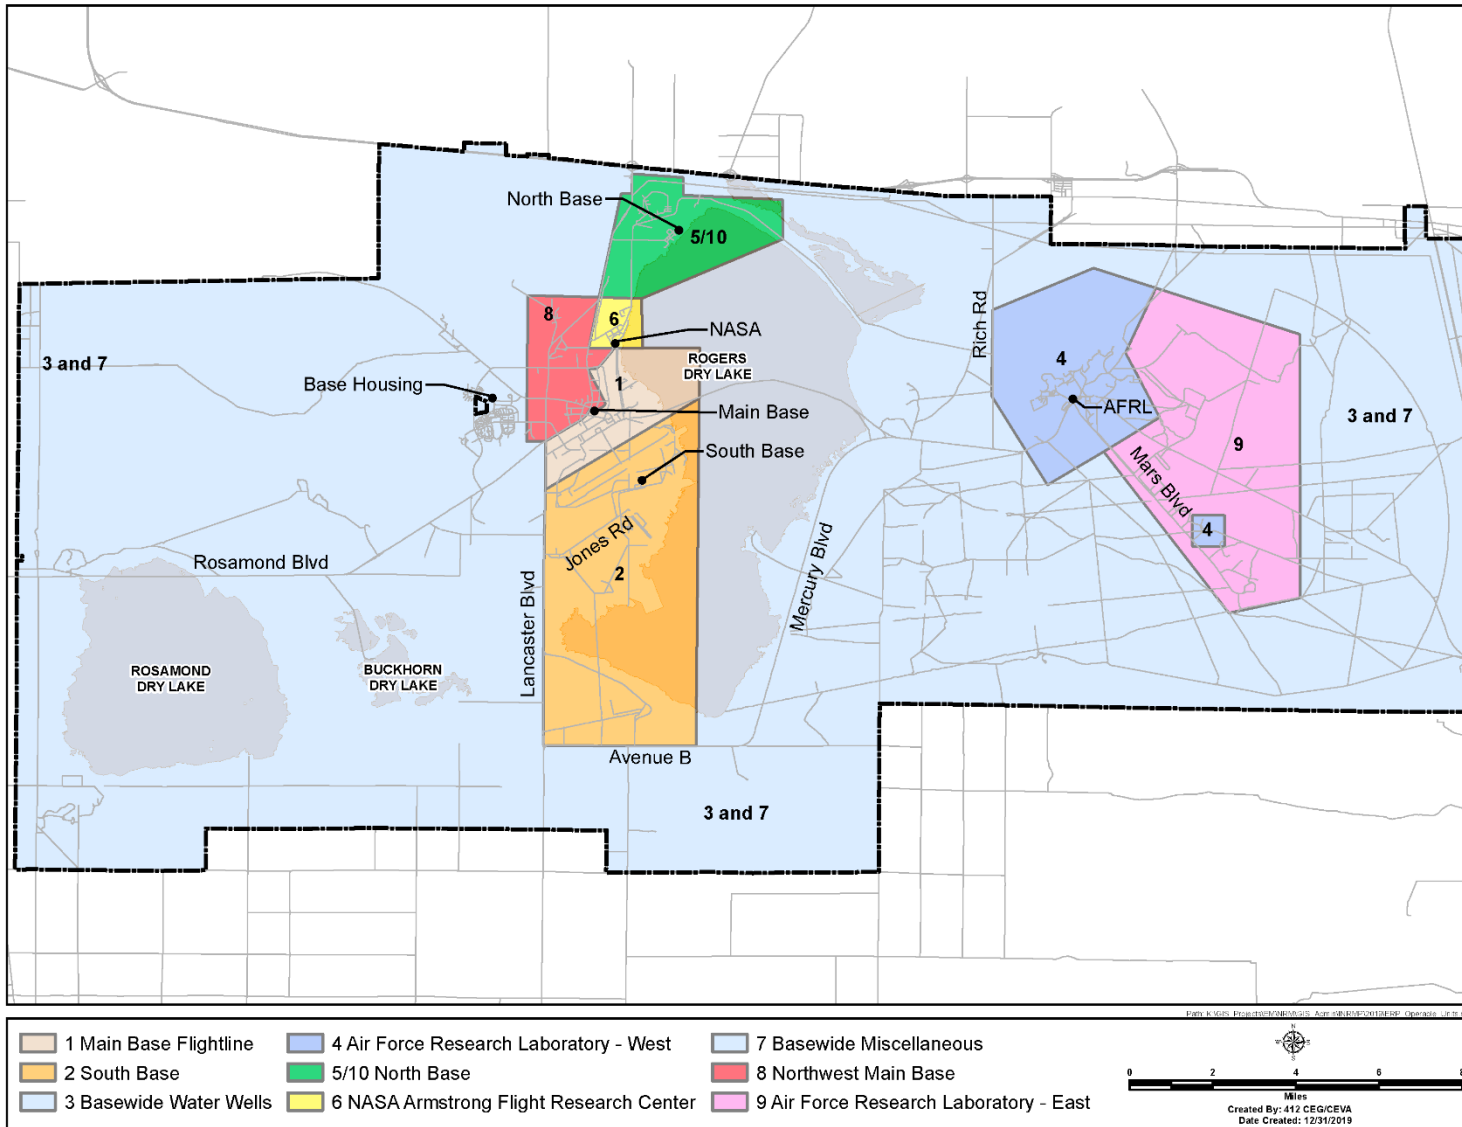 North Base
5/10
8
6
NASA
3 and 7
Base Housing
1
ROGERS
DRY LAKE
Main Base
South Base
Rich Rd
4
AFRL
3 and 7
9
Mars Blvd
4
Jones Rd
2
Mercury Blvd
Lancaster Blvd
Rosamond Blvd
ROSAMOND
DRY LAKE
BUCKHORN
DRY LAKE
Avenue B
3 and 7
1 Main Base Flightline
2 South Base
3 Basewide Water Wells
4 Air Force Research Laboratory - West
5/10 North Base
6 NASA Armstrong Flight Research Center
7 Basewide Miscellaneous
8 Northwest Main Base
9 Air Force Research Laboratory - East
N
0 2 4 6 8
Miles
Created By: 412 CEG/CEVA
Date Created: 12/31/2019